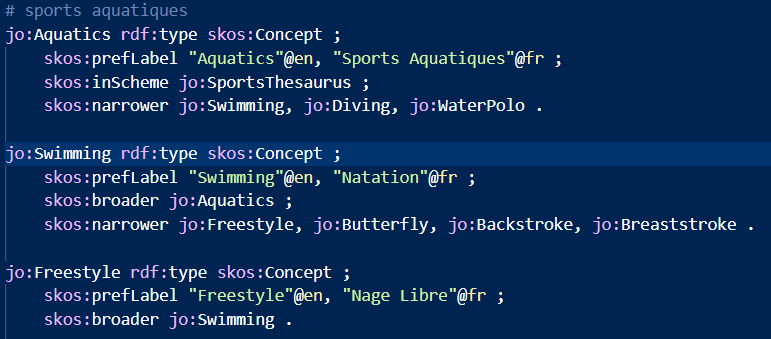 # sports aquatiques
jo:Aquatics rdf:type skos:Concept ;
skos:prefLabel "Aquatics"@en, "Sports Aquatiques"@fr ;
skos:inScheme jo:SportsThesaurus ;
skos:narrower jo:Swimming, jo:Diving, jo:WaterPolo .
jo:Swimming rdf:type skos:Concept ;
skos:prefLabel "Swimming"@en, "Natation"@fr ;
skos:broader jo:Aquatics ;
skos:narrower jo:Freestyle, jo:Butterfly, jo:Backstroke, jo:Breaststroke .
jo:Freestyle rdf:type skos:Concept ;
skos:prefLabel "Freestyle"@en, "Nage Libre"@fr ;
skos:broader jo:Swimming .